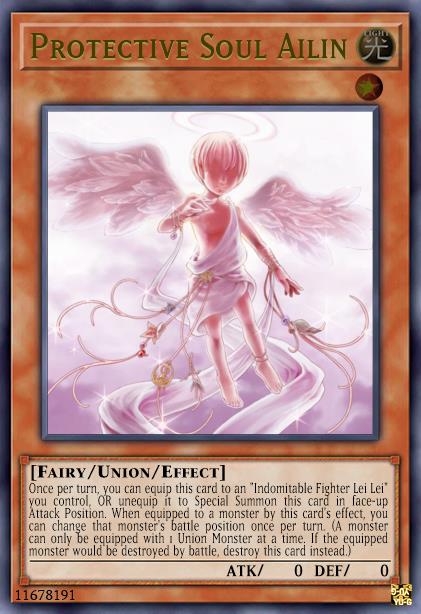 PROTECTIVE SOUL AILIN
LIGHT
光
[FAIRY/UNION/EFFECT]
Once per turn, you can equip this card to an "Indomitable Fighter Lei Lei"
you control, OR unequip it to Special Summon this card in face-up
Attack Position. When equipped to a monster by this card's effect, you
can change that monster's battle position once per turn. (A monster
can only be equipped with 1 Union Monster at a time. If the equipped
monster would be destroyed by battle, destroy this card instead.)
ATK/ 0 DEF/ 0
11678191